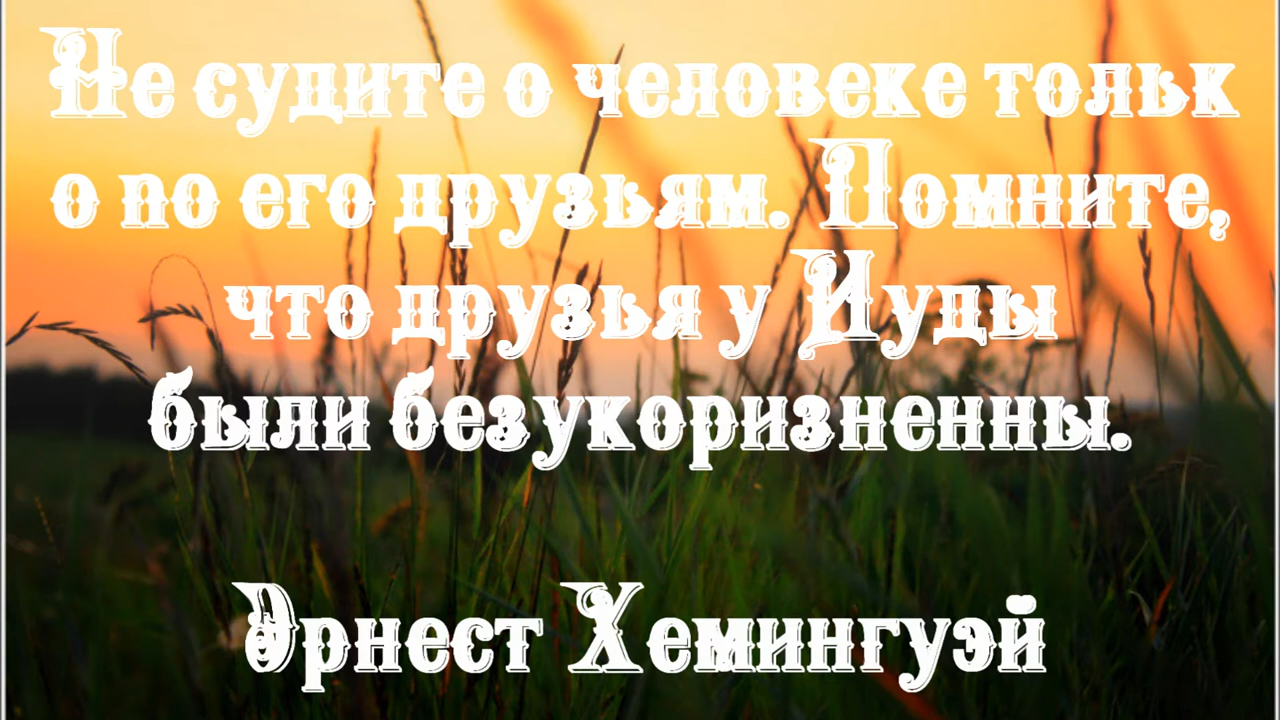 Не судите о человеке тольк
о по его друзьям. Помните,
что друзья у Иуды
были безукоризненны.
Эрнест Хемингуэй